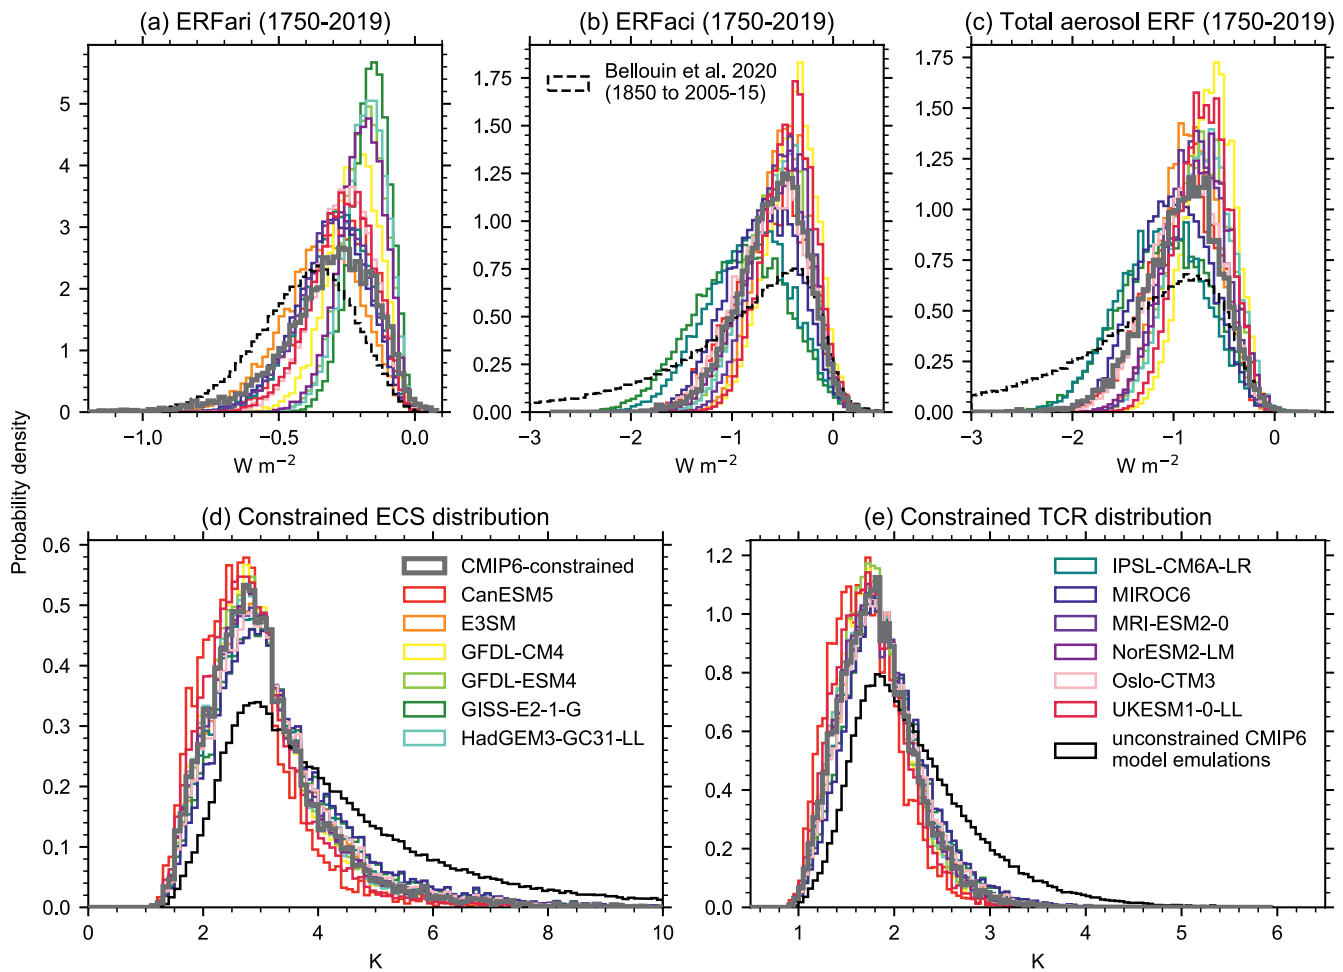 (a) ERFari (1750-2019)
(b) ERFaci (1750-2019)
(c) Total aerosol ERF (1750-2019)
Bellouin et al. 2020
(1850 to 2005-15)
5
4
3
2
1
0
1.75
1.50
1.25
1.00
0.75
0.50
0.25
0.00
1.75
1.50
1.25
1.00
0.75
0.50
0.25
0.00
−1.0
−0.5
0.0
−3
−2
−1
0
−3
−2
−1
0
W m⁻²
W m⁻²
W m⁻²
Probability density
(d) Constrained ECS distribution
(e) Constrained TCR distribution
0.6
0.5
0.4
0.3
0.2
0.1
0.0
CMIP6-constrained
CanESM5
E3SM
GFDL-CM4
GFDL-ESM4
GISS-E2-1-G
HadGEM3-GC31-LL
1.2
1.0
0.8
0.6
0.4
0.2
0.0
IPSL-CM6A-LR
MIROC6
MRI-ESM2-0
NorESM2-LM
Oslo-CTM3
UKESM1-0-LL
unconstrained CMIP6
model emulations
0
2
4
6
8
10
1
2
3
4
5
6
K
K